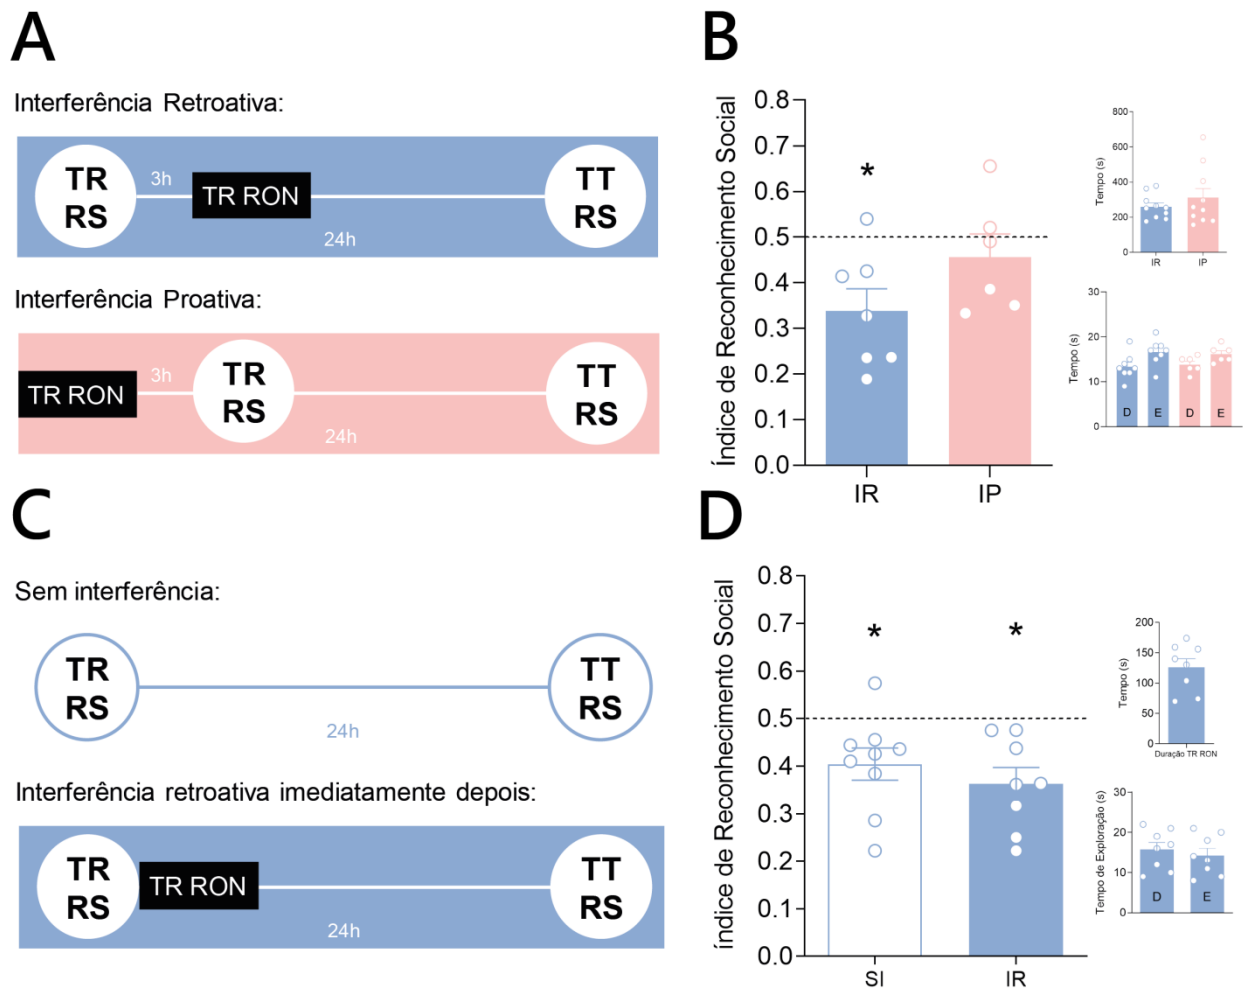 A
Interferência Retroativa:
TR
RS
3h
TR RON
24h
TT
RS
Interferência Proativa:
TR RON
3h
TR
RS
24h
TT
RS
B
Índice de Reconhecimento Social
0.8
0.7
0.6
0.5
0.4
0.3
0.2
0.1
0.0
*
IR
IP
Tempo (s)
800
600
400
200
0
IR
IP
Tempo (s)
30
20
10
0
D
E
D
E
C
Sem interferência:
TR
RS
24h
TT
RS
Interferência retroativa imediatamente depois:
TR
RS
TR RON
24h
TT
RS
D
índice de Reconhecimento Social
0.8
0.7
0.6
0.5
0.4
0.3
0.2
0.1
0.0
*
*
SI
IR
Tempo (s)
200
150
100
50
0
Duração TR RON
Tempo de Exploração (s)
30
20
10
0
D
E